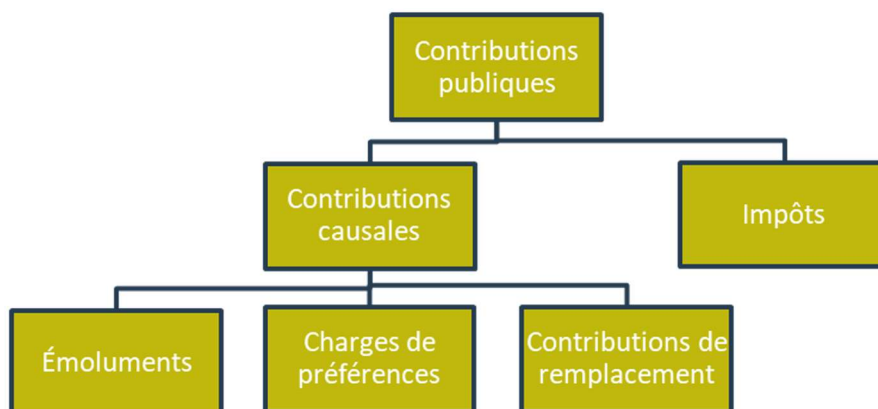 Contributions
publiques
Contributions
causales
Impôts
Émoluments
Charges de
préférences
Contributions de
remplacement